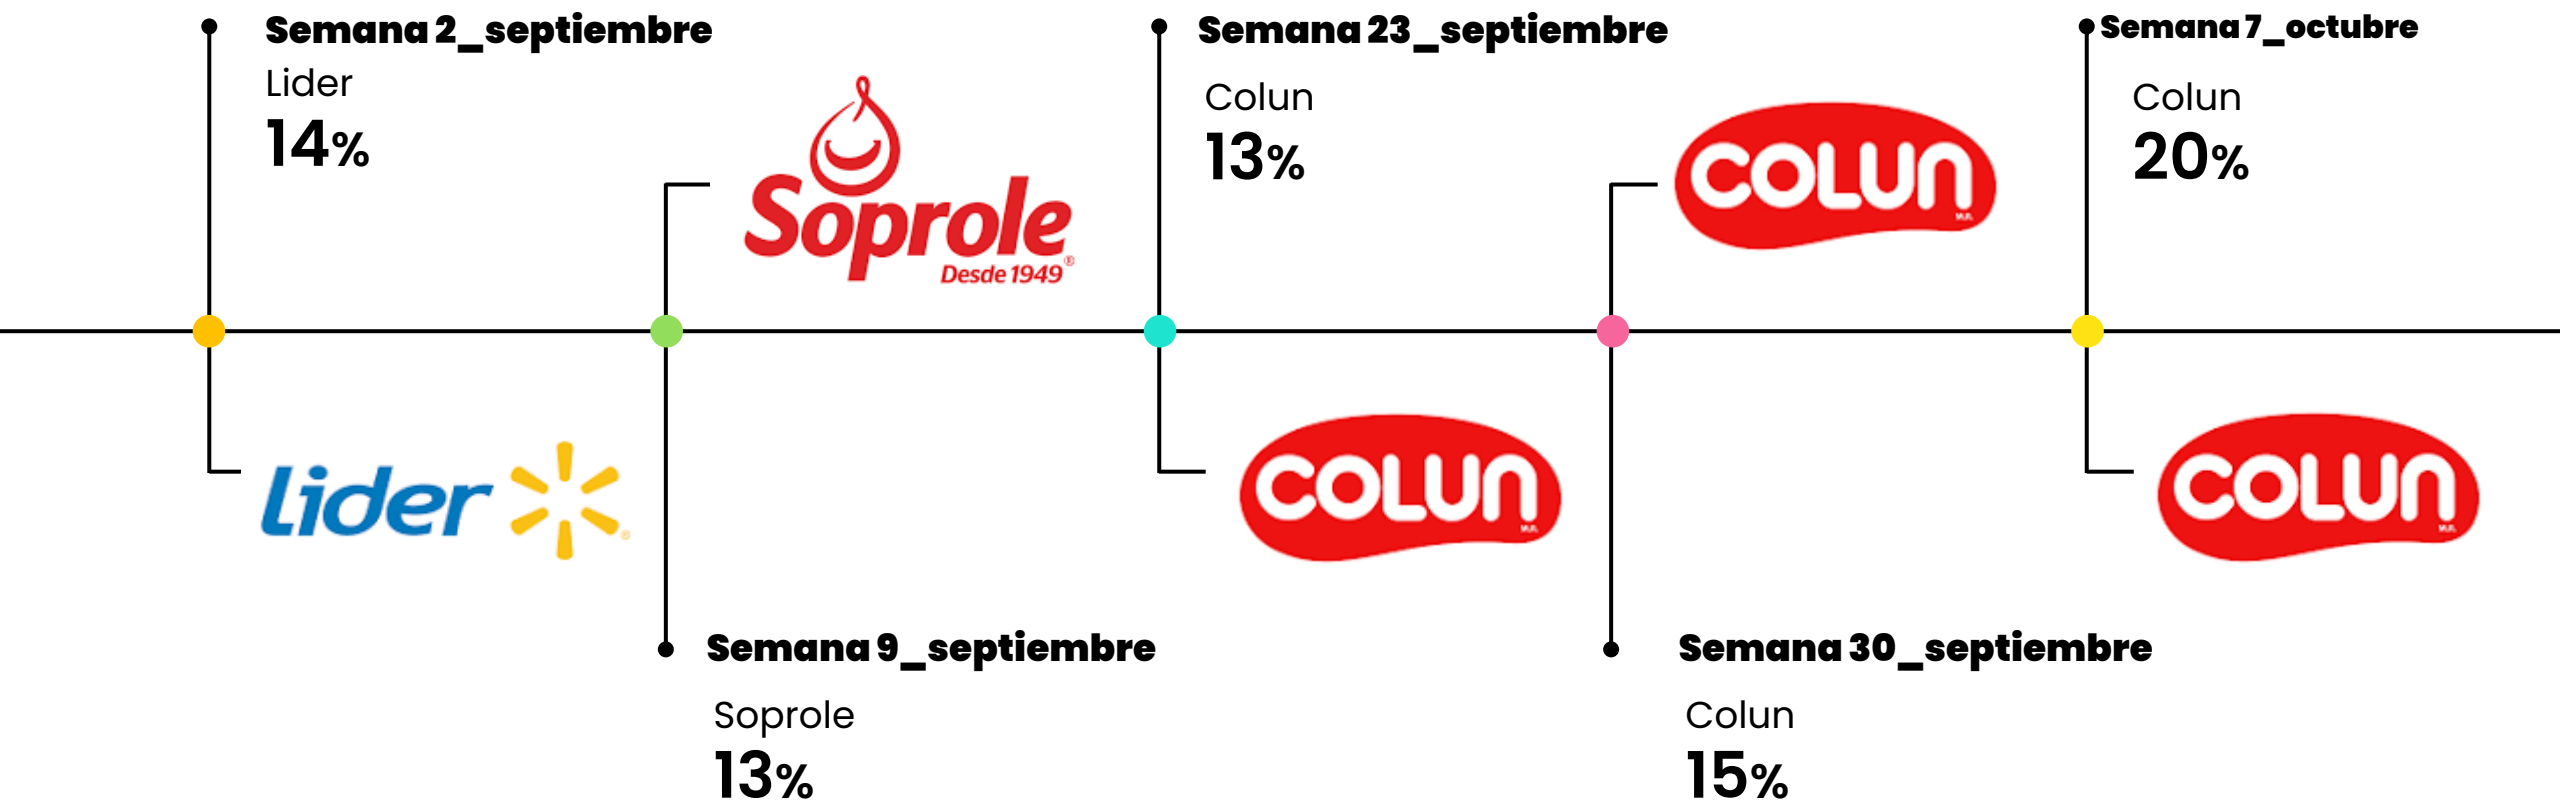 Semana 2_septiembre
Lider
14%
Lider
Soprole
Desde 1949
Semana 9_septiembre
Soprole
13%
Semana 23_septiembre
Colun
13%
COLUN
M.R.
COLUN
M.R.
Semana 30_septiembre
Colun
15%
Semana 7_octubre
Colun
20%
COLUN
M.R.